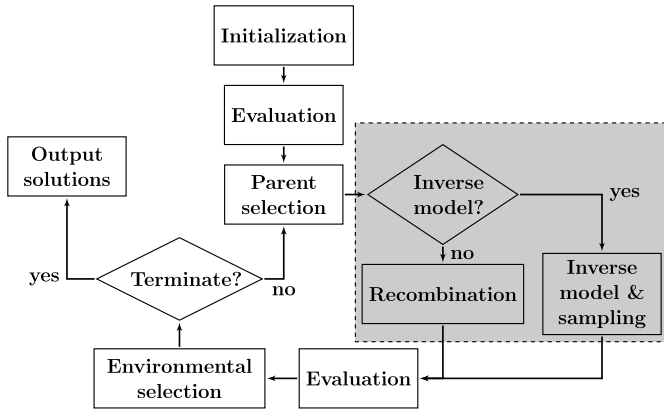 Initialization
Evaluation
Output
solutions
Parent
selection
Inverse
model?
yes
no
Terminate?
yes
no
Recombination
Inverse
model &
sampling
Environmental
selection
Evaluation